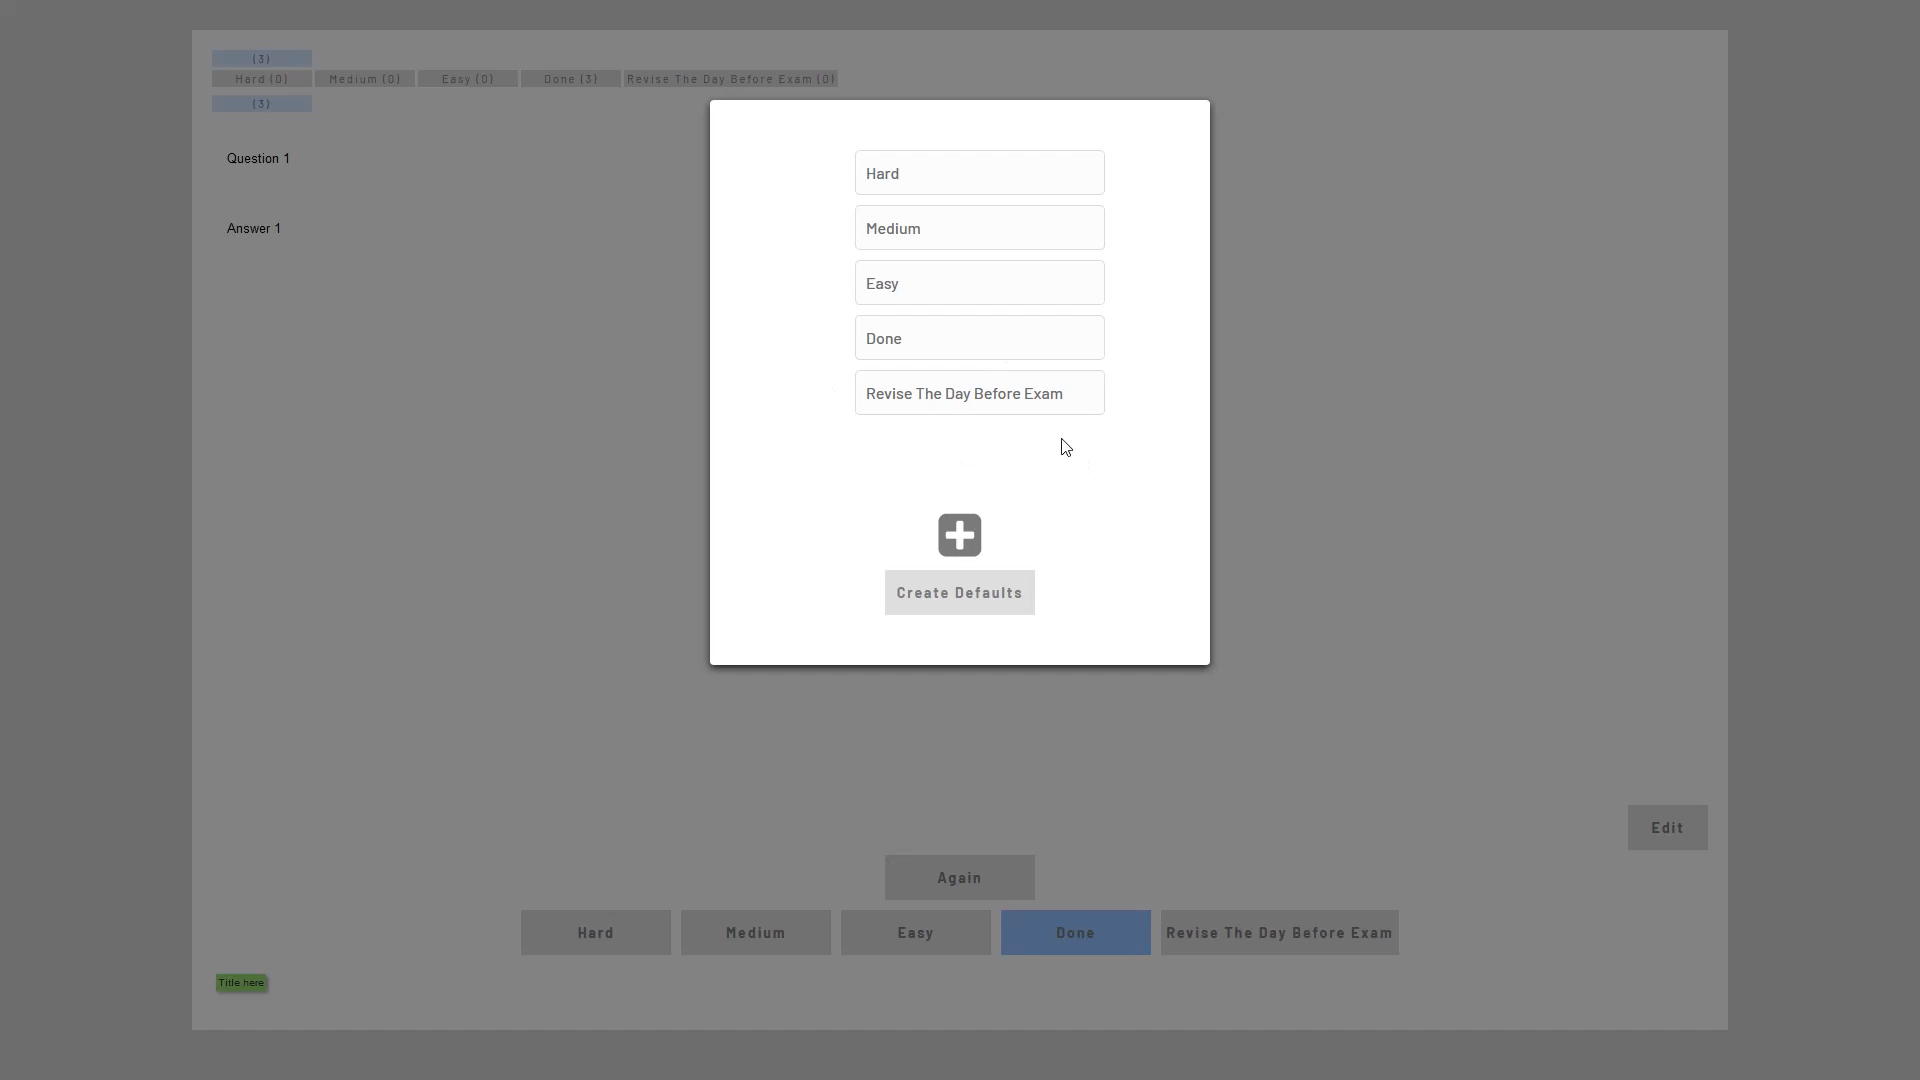 (3)
Hard (0) Medium (0) Easy (0) Done (3) Revise The Day Before Exam (0)
(3)
Question 1
Answer 1
Hard
Medium
Easy
Done
Revise The Day Before Exam
Create Defaults
Edit
Again
Hard Medium Easy Done Revise The Day Before Exam
Title here